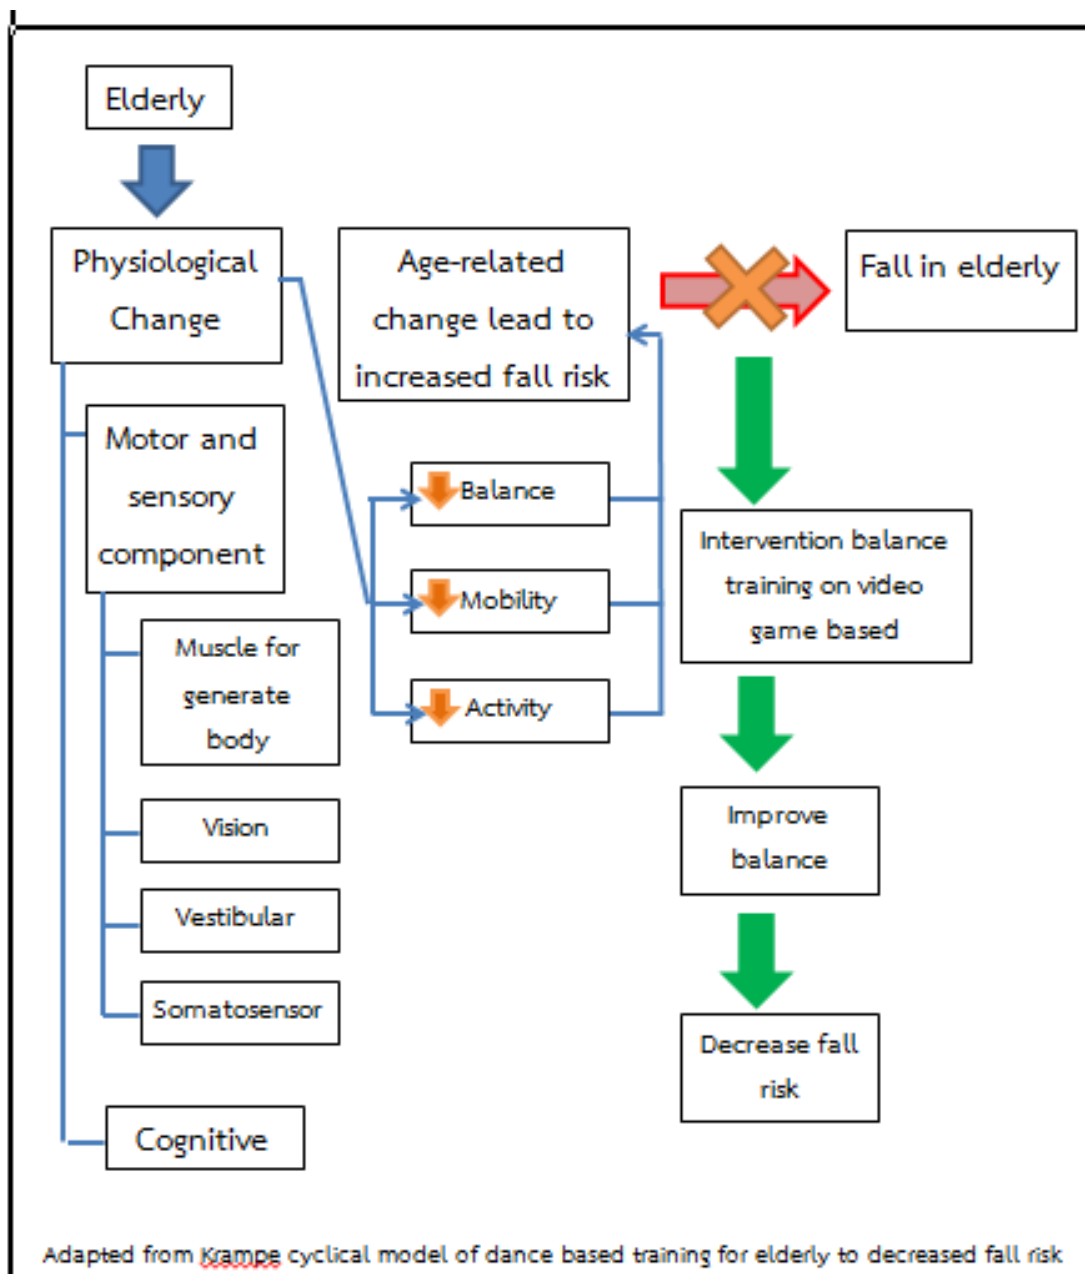 Elderly
Physiological
Change
Age-related
change lead to
increased fall risk
Fall in elderly
Motor and
sensory
component
Balance
Mobility
Activity
Muscle for
generate
body
Vision
Vestibular
Somatosensor
Cognitive
Intervention balance
training on video
game based
Improve
balance
Decrease fall
risk
Adapted from Krampe cyclical model of dance based training for elderly to decreased fall risk